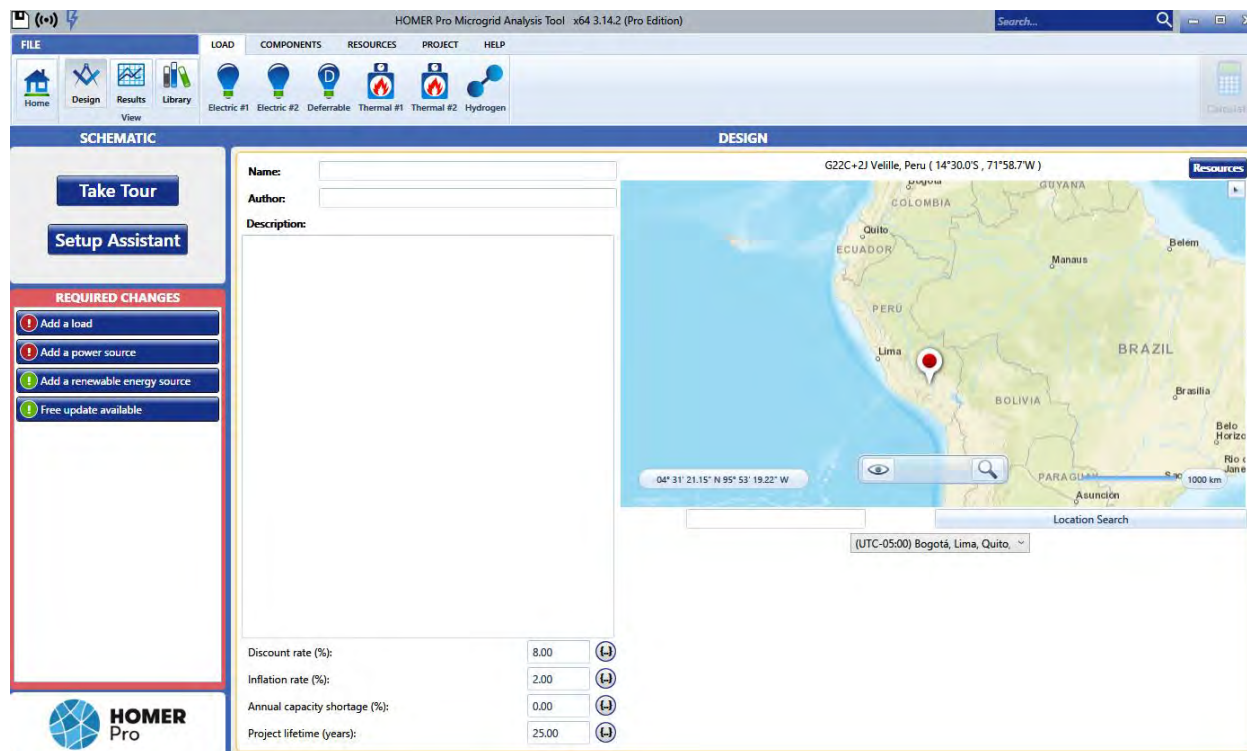 HOMER Pro Microgrid Analysis Tool x64 3.14.2 (Pro Edition)
Search...
FILE
LOAD
COMPONENTS
RESOURCES
PROJECT
HELP
Home
Design
Results
Library
View
Electric #1
Electric #2
Deferrable
Thermal #1
Thermal #2
Hydrogen
SCHEMATIC
DESIGN
Take Tour
Setup Assistant
REQUIRED CHANGES
Add a load
Add a power source
Add a renewable energy source
Free update available
HOMER
Pro
Name:
Author:
Description:
Discount rate (%):
8.00
Inflation rate (%):
2.00
Annual capacity shortage (%):
0.00
Project lifetime (years):
25.00
G22C+2J Velille, Peru ( 14°30.0'S , 71°58.7'W )
Resources
GUYANA
COLOMBIA
Quito
ECUADOR
Belem
Manaus
PERÚ
Lima
BRAZIL
BOLIVIA
Brasilia
Belo
PARAGUAY
Asuncion
1000 km
04° 31' 21.15" N 95° 53' 19.22" W
Location Search
(UTC-05:00) Bogotá, Lima, Quito,